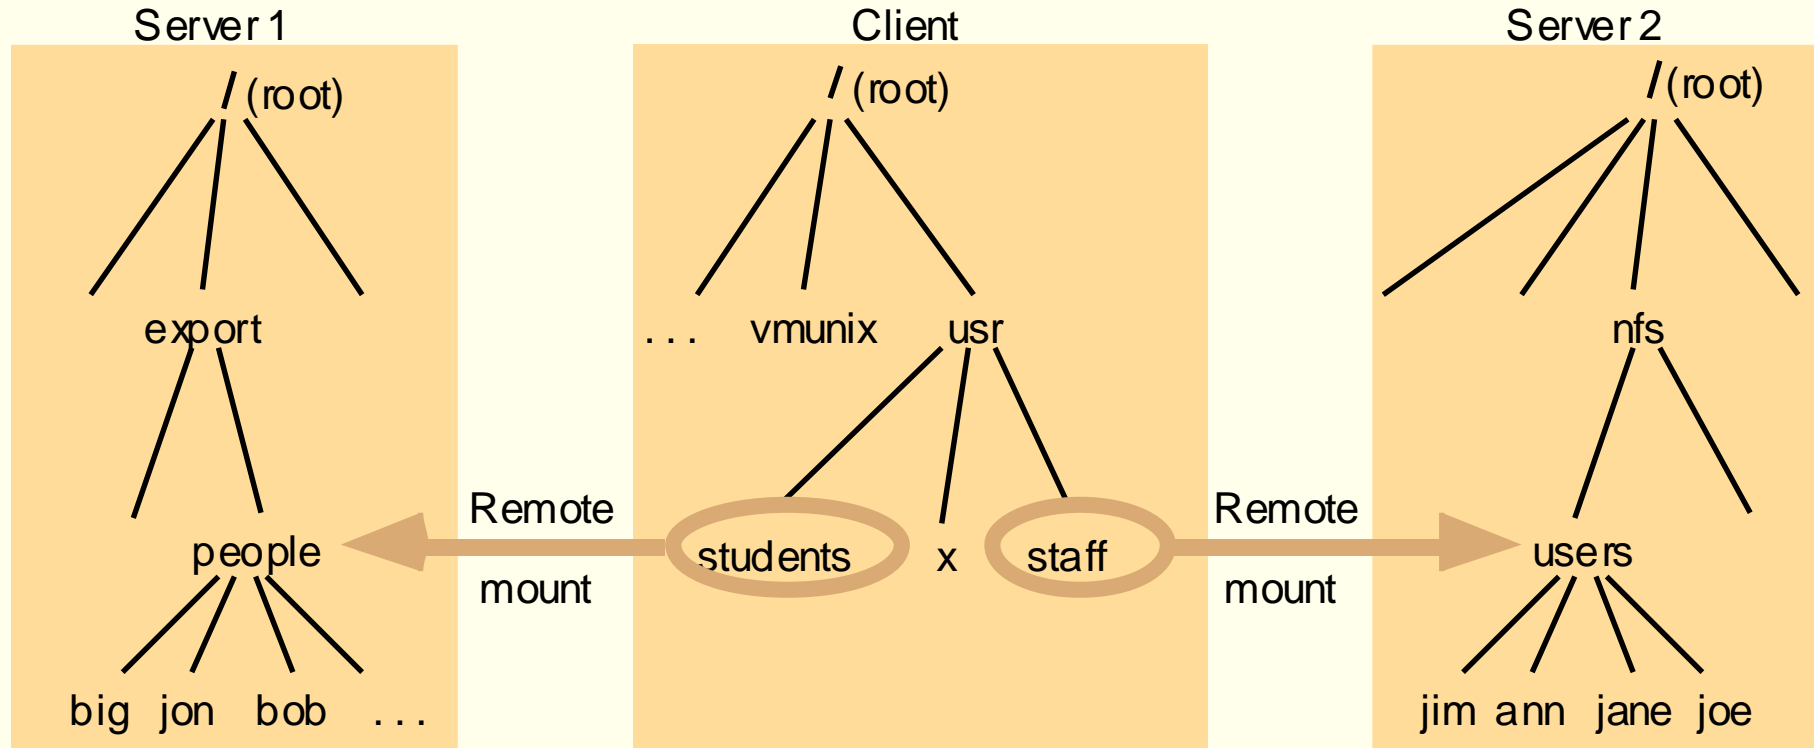 Server 1 Client Server 2
/ (root) / (root) / (root)
export . . . vmunix usr nfs
Remote Remote
people students x staff users
mount mount
big jon bob . . . jim ann jane joe